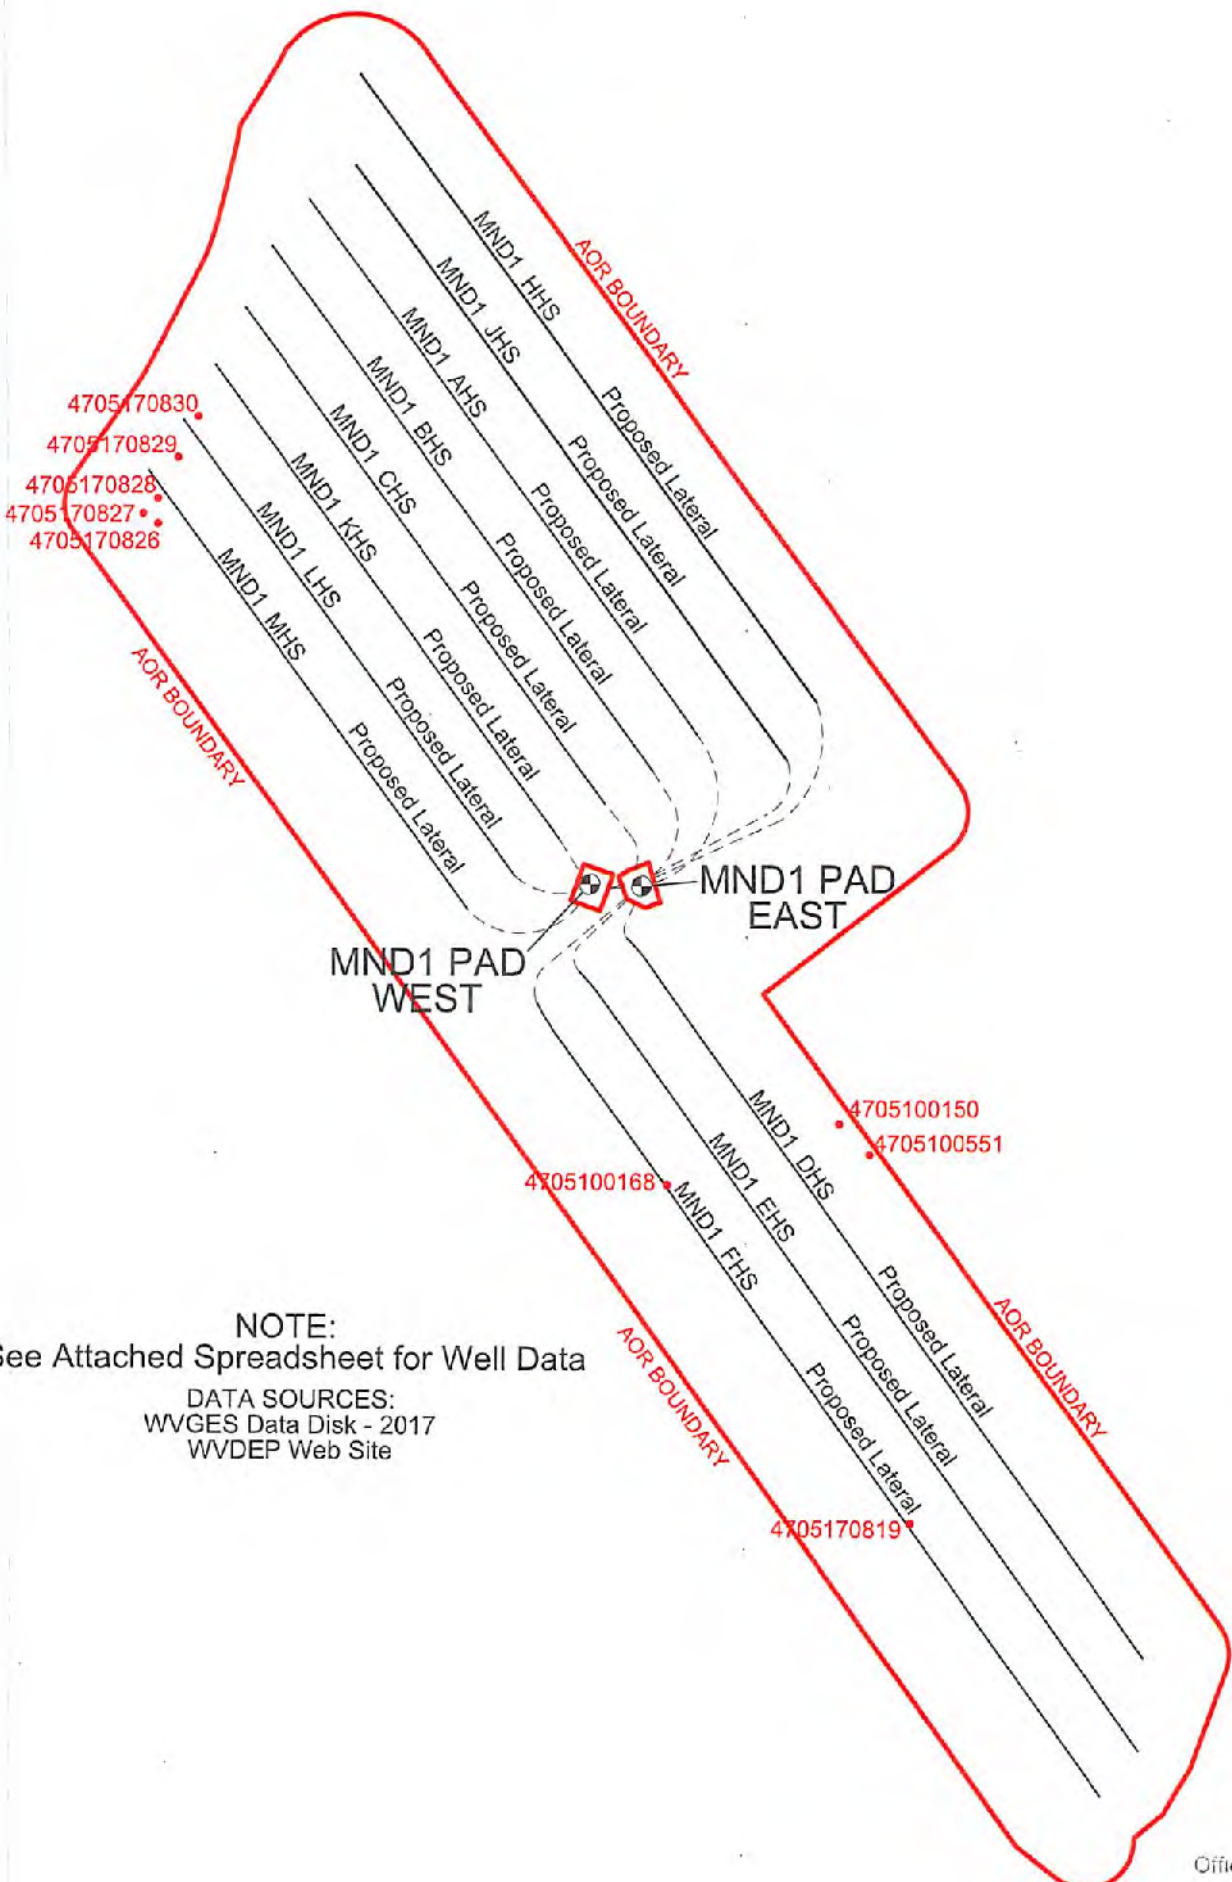 MND1 HHS
Proposed Lateral
AOR BOUNDARY
MND1 JHS
Proposed Lateral
MND1 AHS
Proposed Lateral
MND1 BHS
Proposed Lateral
MND1 CHS
Proposed Lateral
MND1 KHS
Proposed Lateral
MND1 LHS
Proposed Lateral
MND1 MHS
Proposed Lateral
4705170830
4705170829
4705170828
4705170827
4705170826
AOR BOUNDARY
MND1 PAD
EAST
MND1 PAD
WEST
4705100150
4705100551
4705100168
MND1 DHS
Proposed Lateral
MND1 EHS
Proposed Lateral
MND1 FHS
Proposed Lateral
AOR BOUNDARY
AOR BOUNDARY
4705170819
NOTE:
See Attached Spreadsheet for Well Data
DATA SOURCES:
WVGES Data Disk - 2017
WVDEP Web Site